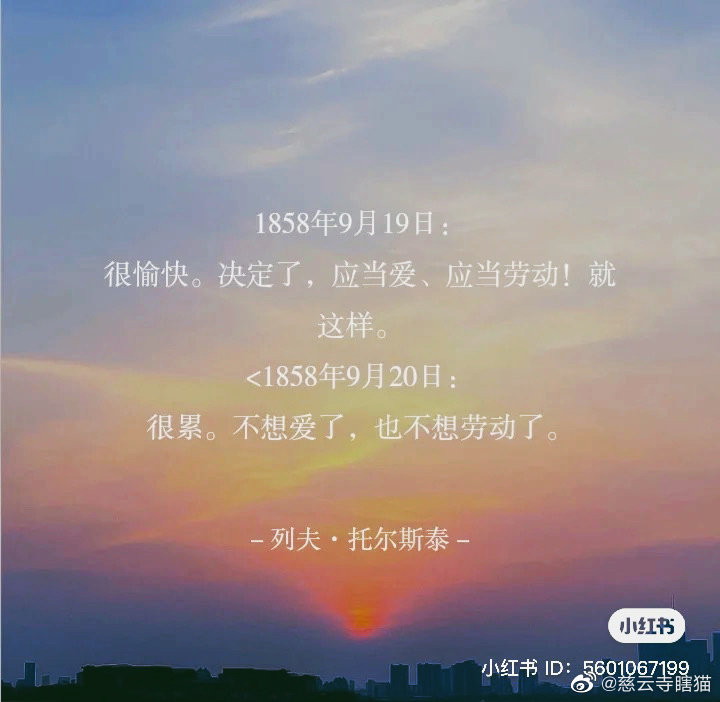 1858年9月19日：
很愉快。决定了，应当爱、应当劳动！就
这样。
<1858年9月20日：
很累。不想爱了，也不想劳动了。
– 列夫·托尔斯泰 –
小红书
小红书 ID：5601067199
@慈云寺瞎猫